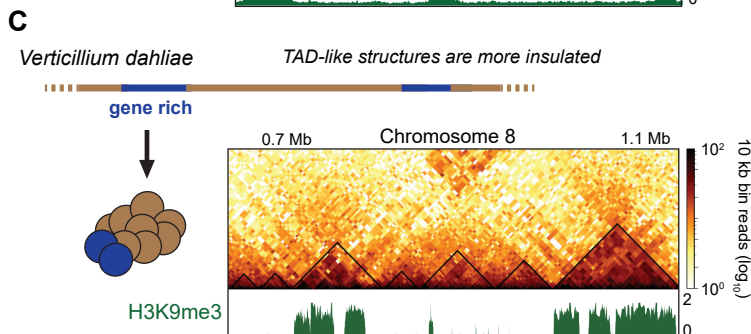 0
C
Verticillium dahliae
TAD-like structures are more insulated
gene rich
0.7 Mb
Chromosome 8
1.1 Mb
10²
10⁰
10 kb bin reads (log₁₀)
H3K9me3
2
0